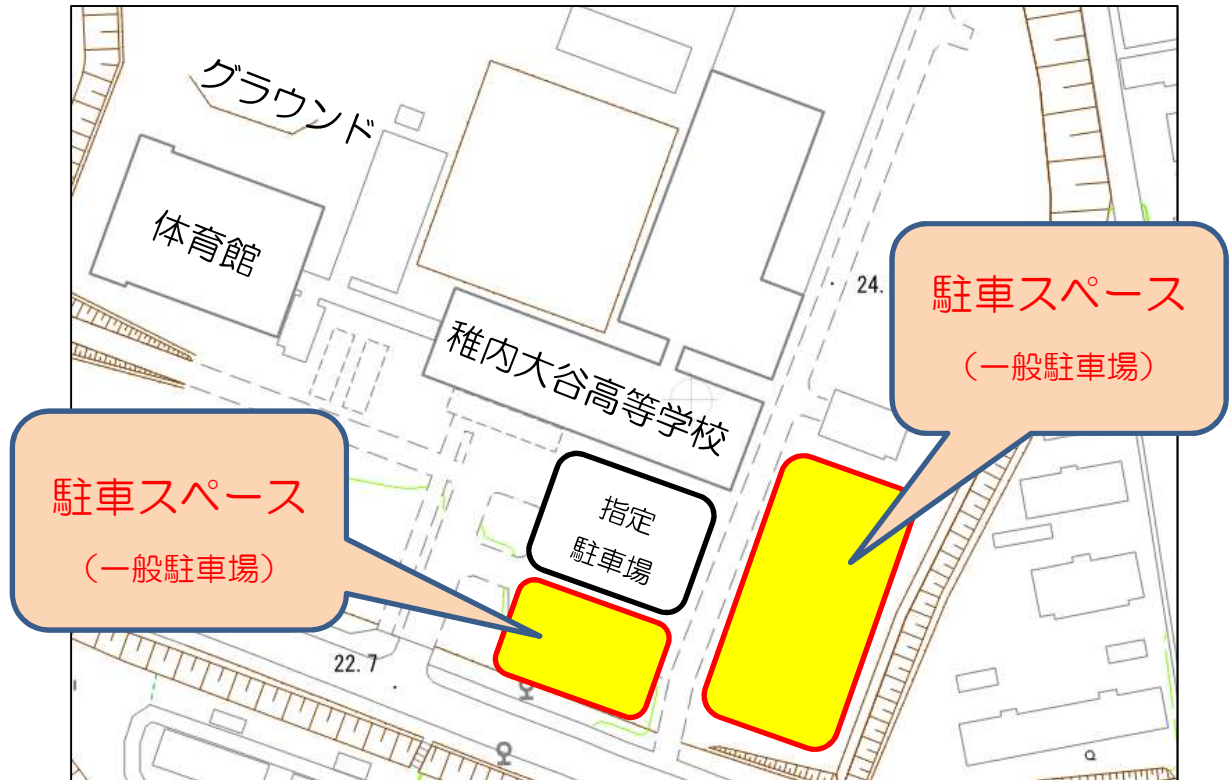 グラウンド
体育館
24.
駐車スペース
(一般駐車場)
稚内大谷高等学校
駐車スペース
(一般駐車場)
指定
駐車場
22.7